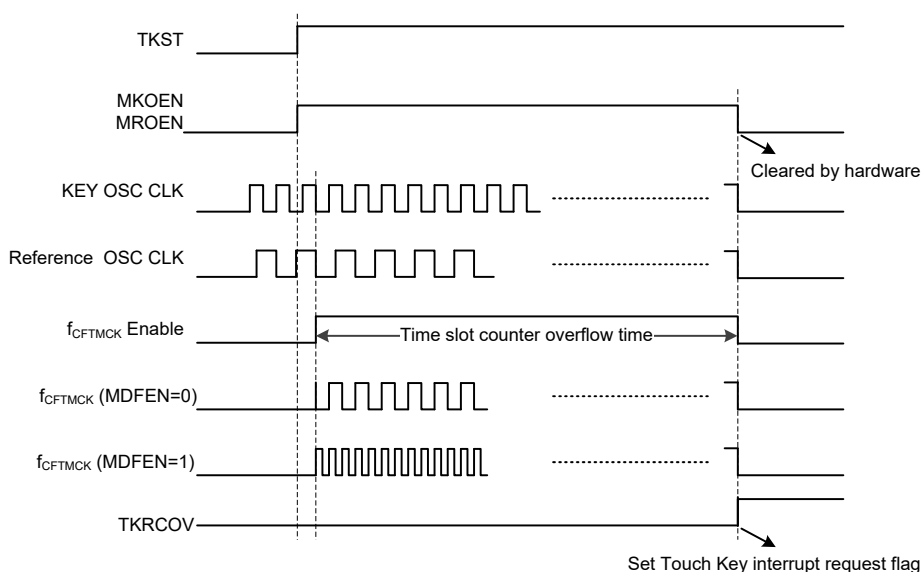 TKST
MKOEN
MROEN
Cleared by hardware
KEY OSC CLK
Reference OSC CLK
fCFTMCK Enable
Time slot counter overflow time
fCFTMCK (MDFEN=0)
fCFTMCK (MDFEN=1)
TKRCOV
Set Touch Key interrupt request flag